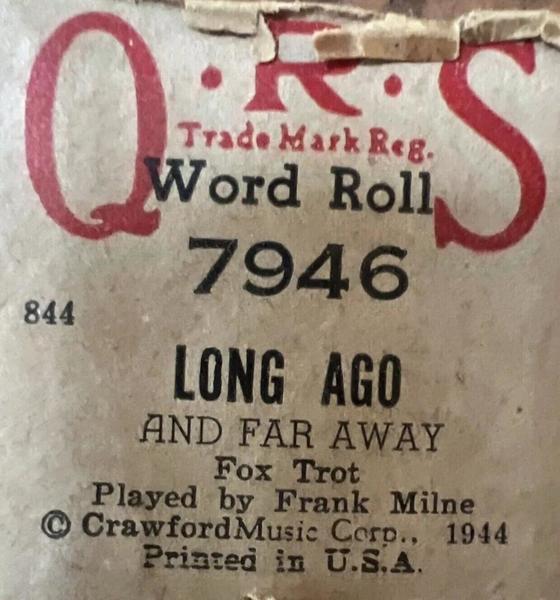 Q·R·S
Trade Mark Reg.
Word Roll
7946
844
LONG AGO
AND FAR AWAY
Fox Trot
Played by Frank Milne
© Crawford Music Corp., 1944
Printed in U.S.A.